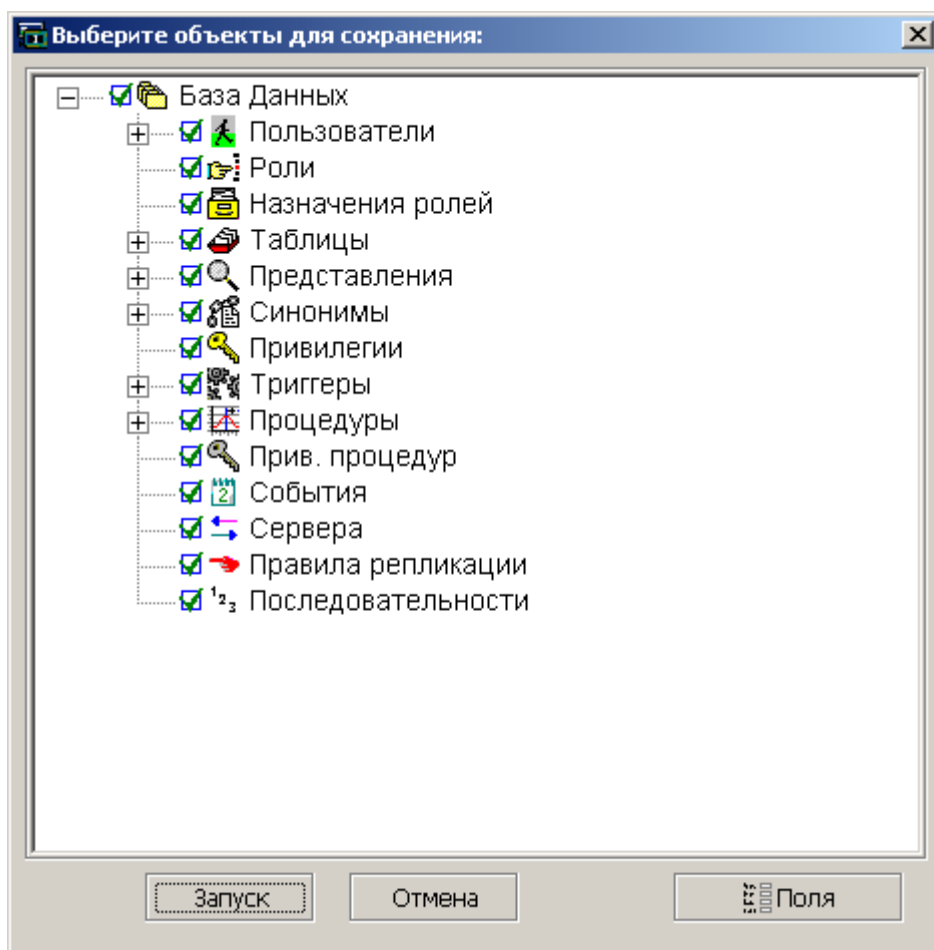 Выберите объекты для сохранения:
База Данных
Пользователи
Роли
Назначения ролей
Таблицы
Представления
Синонимы
Привилегии
Триггеры
Процедуры
Прив. процедур
События
Сервера
Правила репликации
Последовательности
Запуск
Отмена
Поля